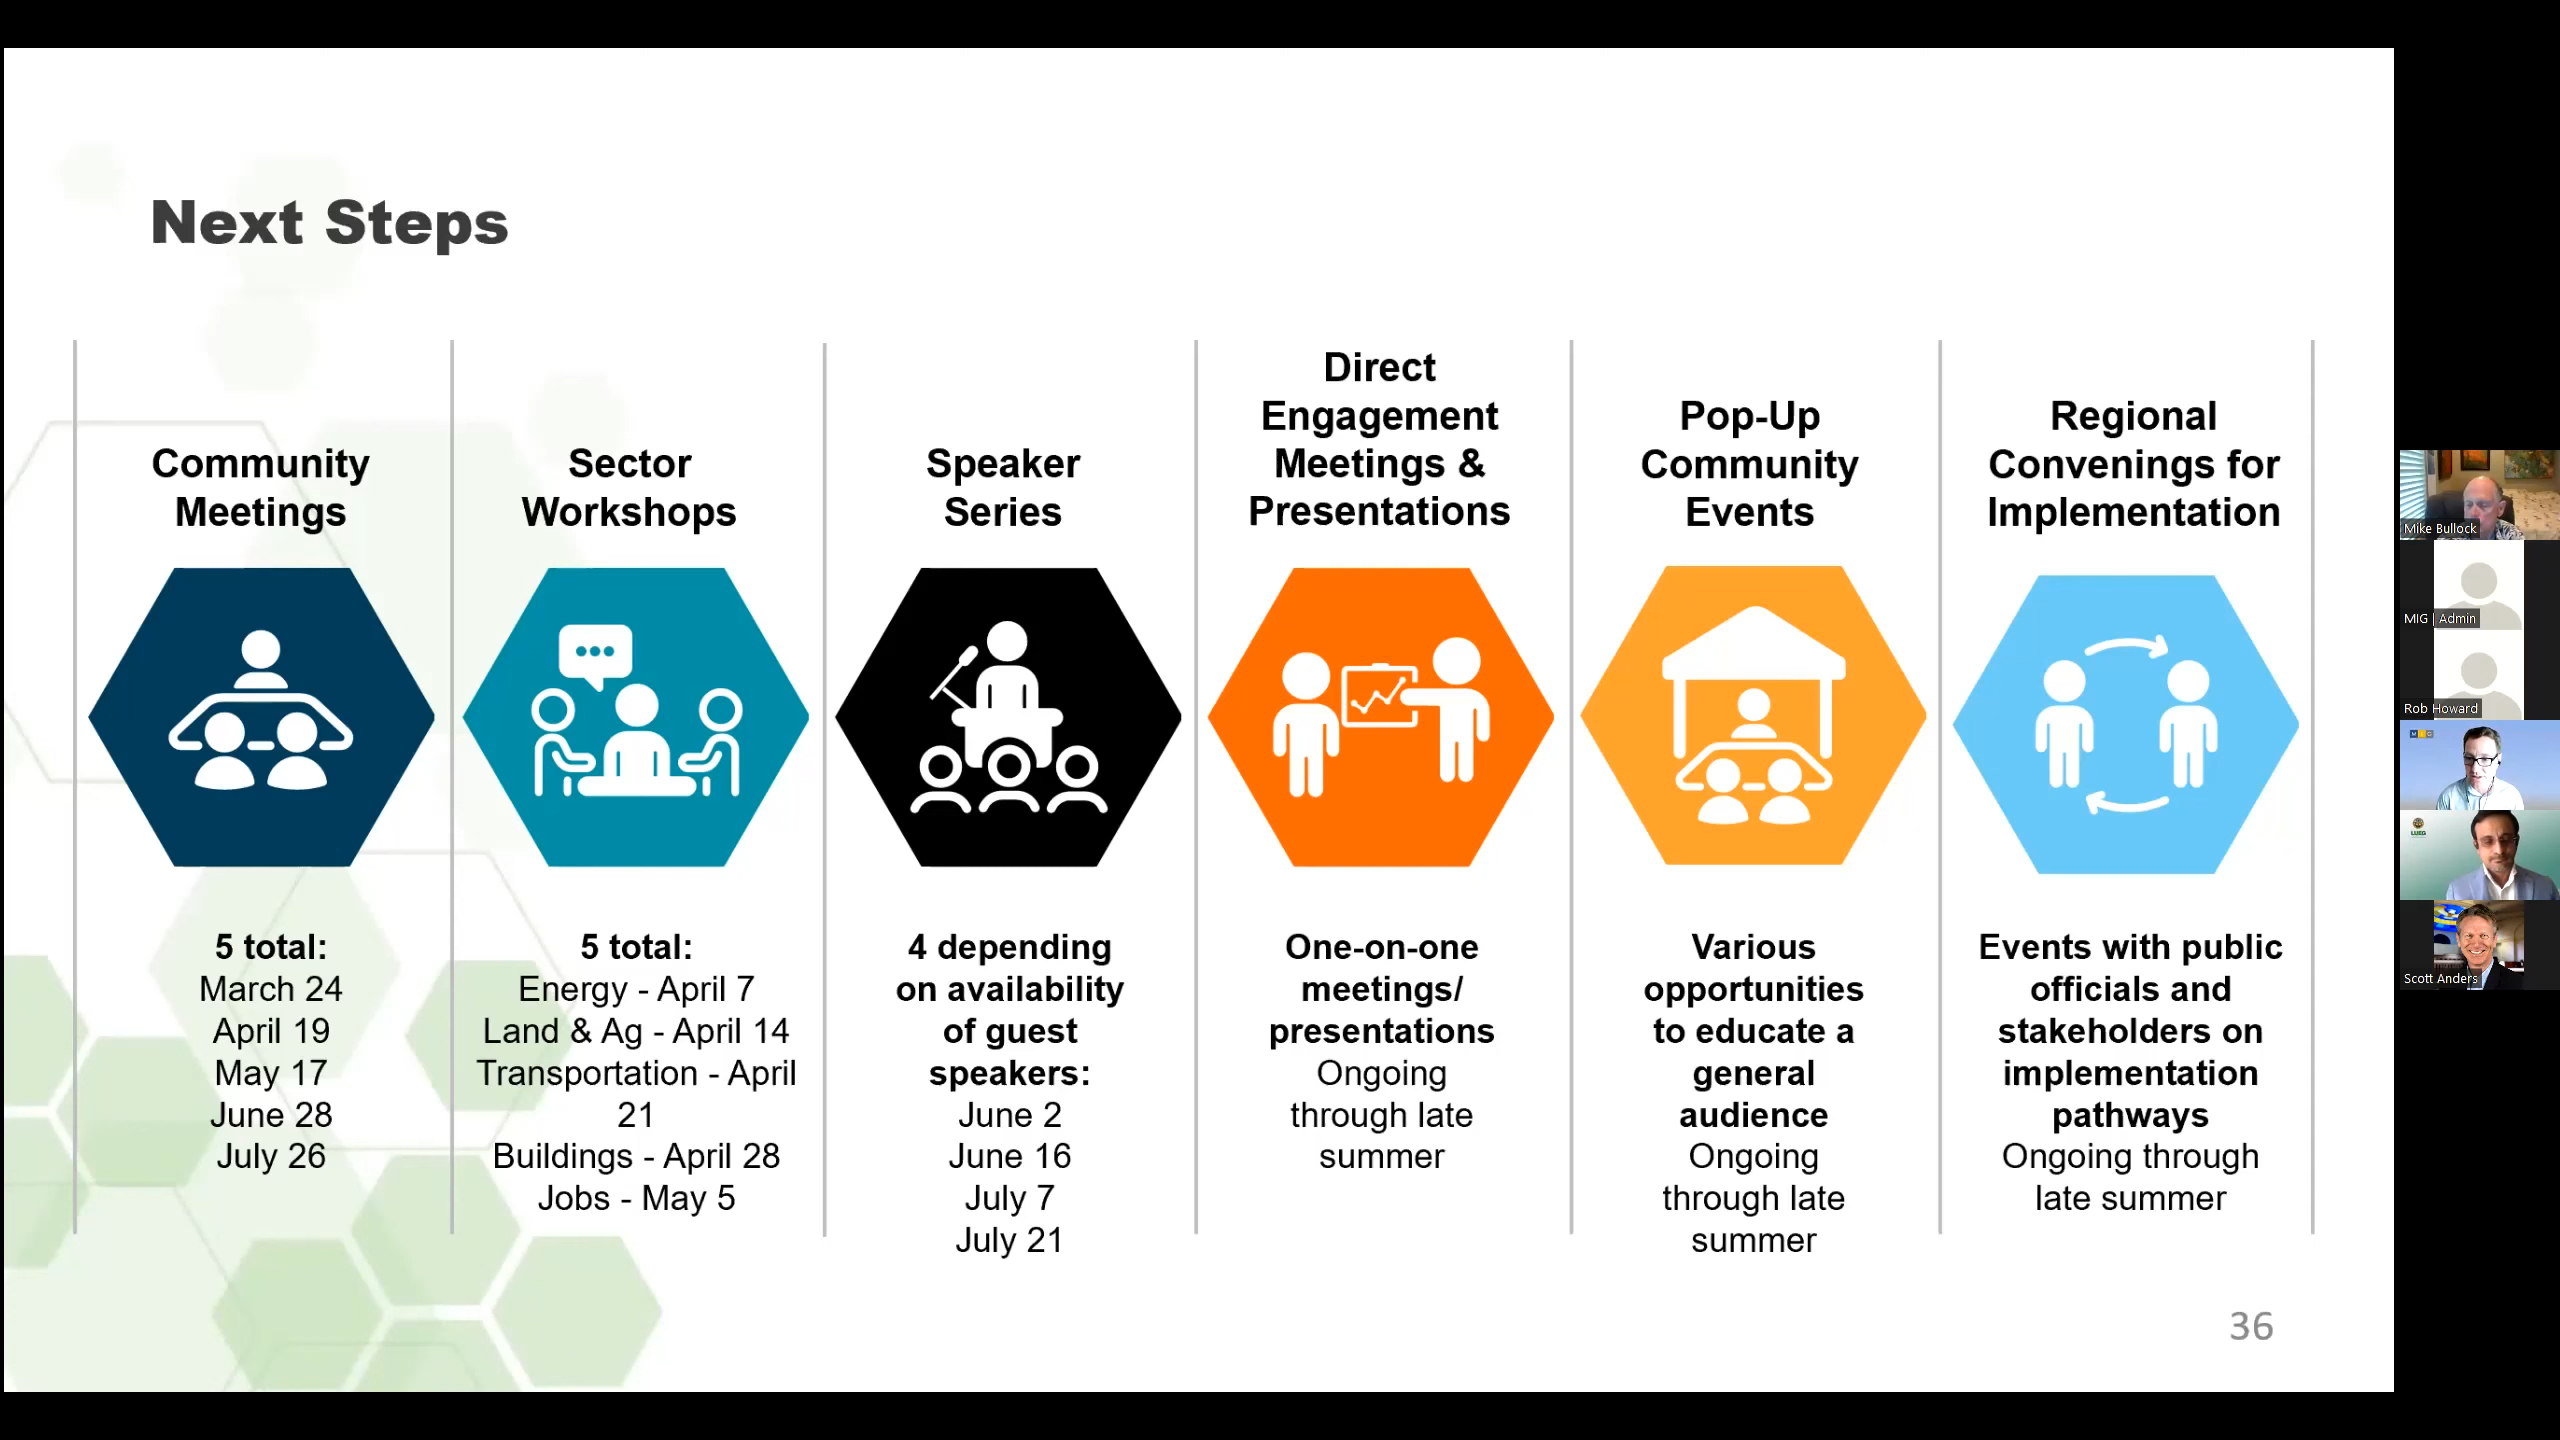 Next Steps
Community
Meetings
5 total:
March 24
April 19
May 17
June 28
July 26
Sector
Workshops
5 total:
Energy - April 7
Land & Ag - April 14
Transportation - April
21
Buildings - April 28
Jobs - May 5
Speaker
Series
4 depending
on availability
of guest
speakers:
June 2
June 16
July 7
July 21
Direct
Engagement
Meetings &
Presentations
One-on-one
meetings/
presentations
Ongoing
through late
summer
Pop-Up
Community
Events
Various
opportunities
to educate a
general
audience
Ongoing
through late
summer
Regional
Convenings for
Implementation
Events with public
officials and
stakeholders on
implementation
pathways
Ongoing through
late summer
36
Mike Bullock
MIG | Admin
Rob Howard
MIG
LUEG
Scott Anders